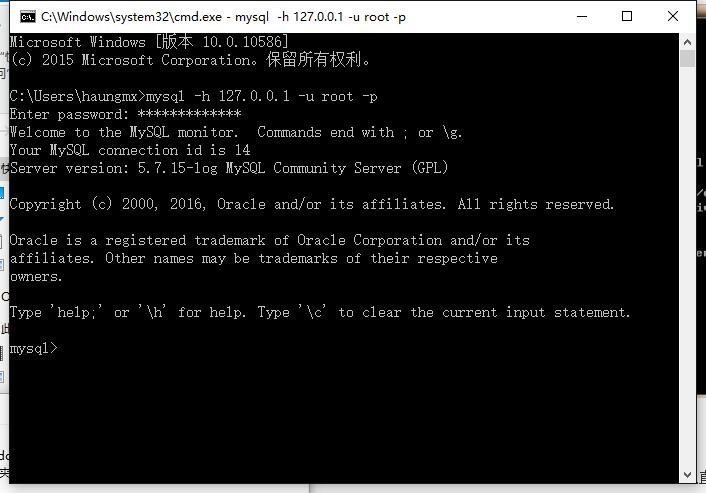 C:\Windows\system32\cmd.exe - mysql  -h 127.0.0.1 -u root -p
Microsoft Windows [版本 10.0.10586]
(c) 2015 Microsoft Corporation。保留所有权利。
C:\Users\haungmx>mysql -h 127.0.0.1 -u root -p
Enter password: *************
Welcome to the MySQL monitor.  Commands end with ; or \g.
Your MySQL connection id is 14
Server version: 5.7.15-log MySQL Community Server (GPL)
Copyright (c) 2000, 2016, Oracle and/or its affiliates. All rights reserved.
Oracle is a registered trademark of Oracle Corporation and/or its
affiliates. Other names may be trademarks of their respective
owners.
Type 'help;' or '\h' for help. Type '\c' to clear the current input statement.
mysql>